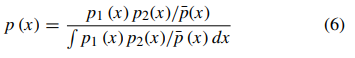 p (x) = p1 (x) p2(x)/p̄(x) / ∫ p1 (x) p2(x)/p̄ (x) dx (6)